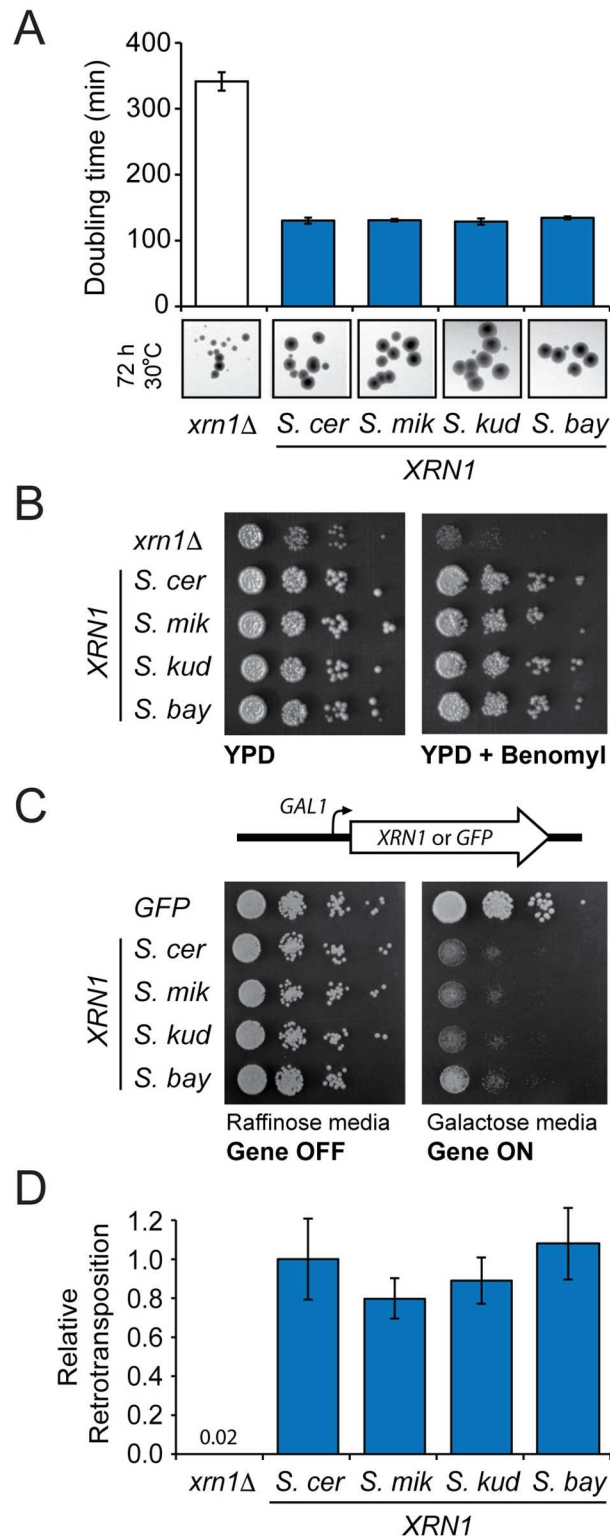 A
Doubling time (min)
400
300
200
100
0
72 h
30°C
xrn1Δ
S. cer S. mik S. kud S. bay
XRN1
B
xrn1Δ
S. cer
S. mik
S. kud
S. bay
XRN1
YPD
YPD + Benomyl
C
GAL1
XRN1 or GFP
GFP
S. cer
S. mik
S. kud
S. bay
XRN1
Raffinose media
Gene OFF
Galactose media
Gene ON
D
Relative
Retrotransposition
1.2
1.0
0.8
0.6
0.4
0.2
0.0
0.02
xrn1Δ
S. cer S. mik S. kud S. bay
XRN1